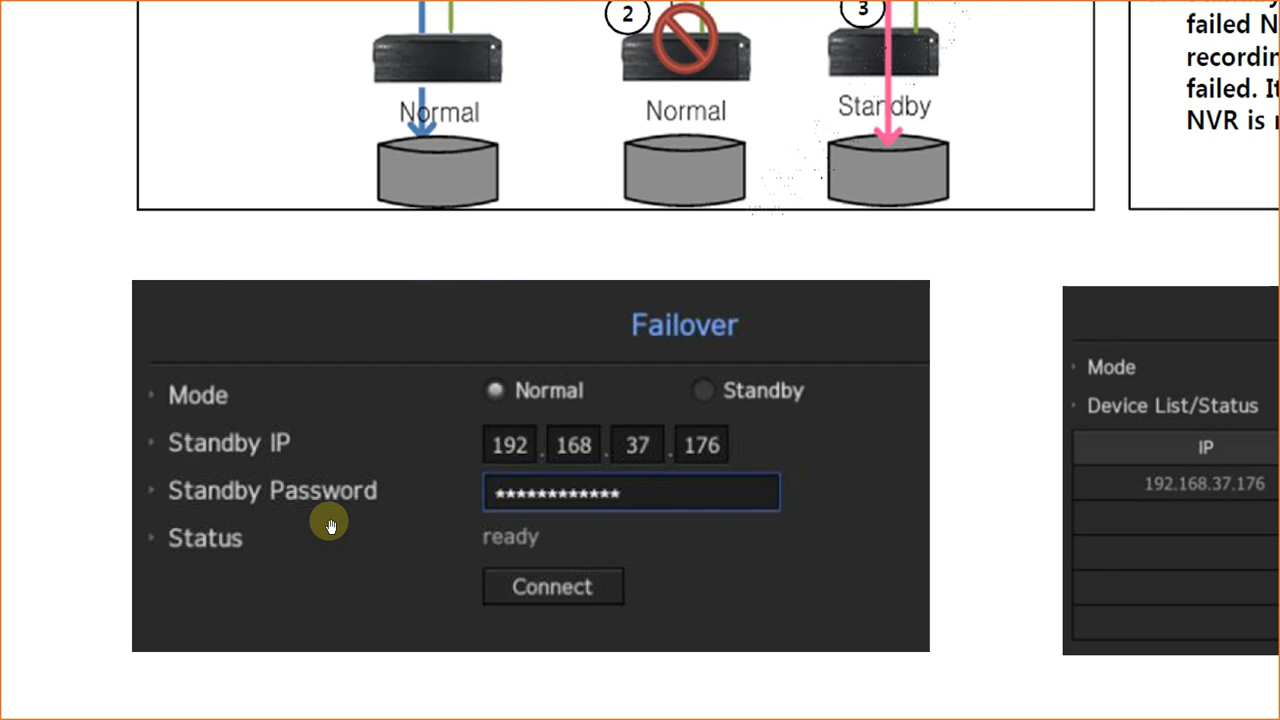 2
3
Normal
Normal
Standby
failed N
recordin
failed. It
NVR is
Failover
Mode
Normal
Standby
Standby IP
192 . 168 . 37 . 176
Standby Password
************
Status
ready
Connect
Mode
Device List/Status
IP
192.168.37.176